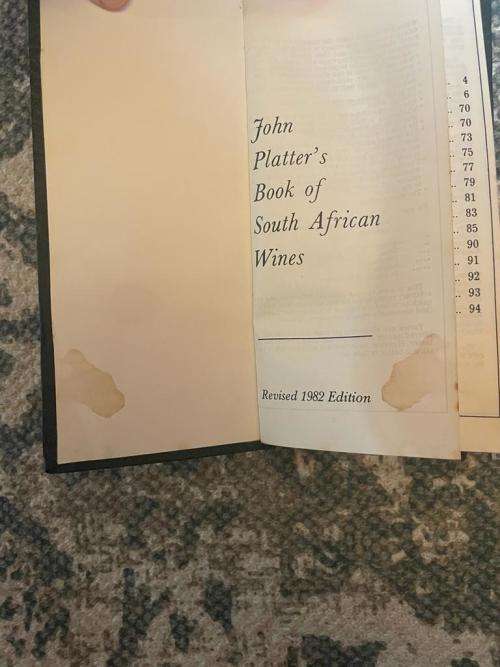 John
Platter's
Book of
South African
Wines
Revised 1982 Edition
.. 4
.. 6
70
.. 70
.. 73
75
.. 77
.. 79
.. 81
.. 83
.. 85
.. 90
.. 91
.. 92
.. 93
.. 94